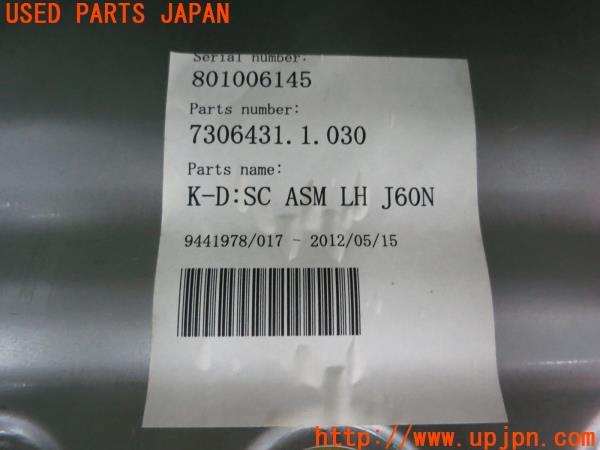 USED PARTS JAPAN
Serial number:
801006145
Parts number:
7306431.1.030
Parts name:
K-D:SC ASM LH J60N
9441978/017 - 2012/05/15
http://www.upjpn.com/